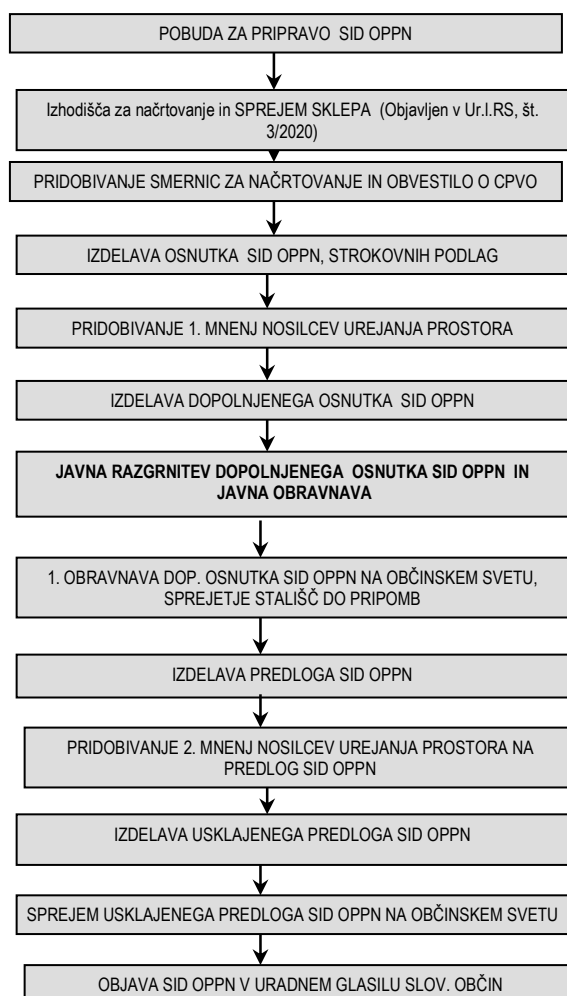 POBUDA ZA PRIPRAVO SID OPPN
Izhodišča za načrtovanje in SPREJEM SKLEPA (Objavljen v Ur.l.RS, št.
3/2020)
PRIDOBIVANJE SMERNIC ZA NAČRTOVANJE IN OBVESTILO O CPVO
IZDELAVA OSNUTKA SID OPPN, STROKOVNIH PODLAG
PRIDOBIVANJE 1. MNENJ NOSILCEV UREJANJA PROSTORA
IZDELAVA DOPOLNJENEGA OSNUTKA SID OPPN
JAVNA RAZGRNITEV DOPOLNJENEGA OSNUTKA SID OPPN IN
JAVNA OBRAVNAVA
1. OBRAVNAVA DOP. OSNUTKA SID OPPN NA OBČINSKEM SVETU,
SPREJETJE STALIŠČ DO PRIPOMB
IZDELAVA PREDLOGA SID OPPN
PRIDOBIVANJE 2. MNENJ NOSILCEV UREJANJA PROSTORA NA
PREDLOG SID OPPN
IZDELAVA USKLAJENEGA PREDLOGA SID OPPN
SPREJEM USKLAJENEGA PREDLOGA SID OPPN NA OBČINSKEM SVETU
OBJAVA SID OPPN V URADNEM GLASILU SLOV. OBČIN